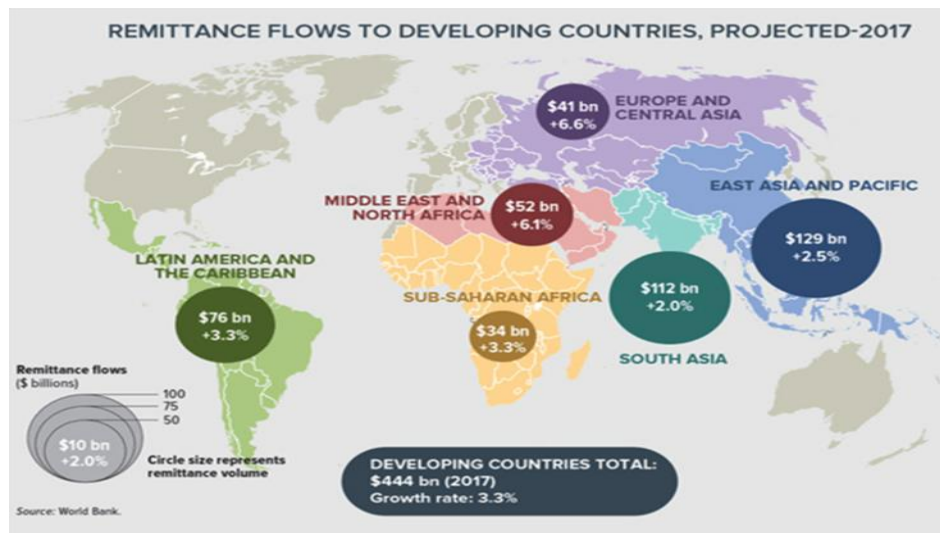 REMITTANCE FLOWS TO DEVELOPING COUNTRIES, PROJECTED-2017
$41 bn
+6.6%
EUROPE AND
CENTRAL ASIA
MIDDLE EAST AND
NORTH AFRICA
$52 bn
+6.1%
EAST ASIA AND PACIFIC
$129 bn
+2.5%
LATIN AMERICA AND
THE CARIBBEAN
$76 bn
+3.3%
SUB-SAHARAN AFRICA
$34 bn
+3.3%
$112 bn
+2.0%
SOUTH ASIA
Remittance flows
($ billions)
100
75
50
$10 bn
+2.0%
Circle size represents
remittance volume
DEVELOPING COUNTRIES TOTAL:
$444 bn (2017)
Growth rate: 3.3%
Source: World Bank.